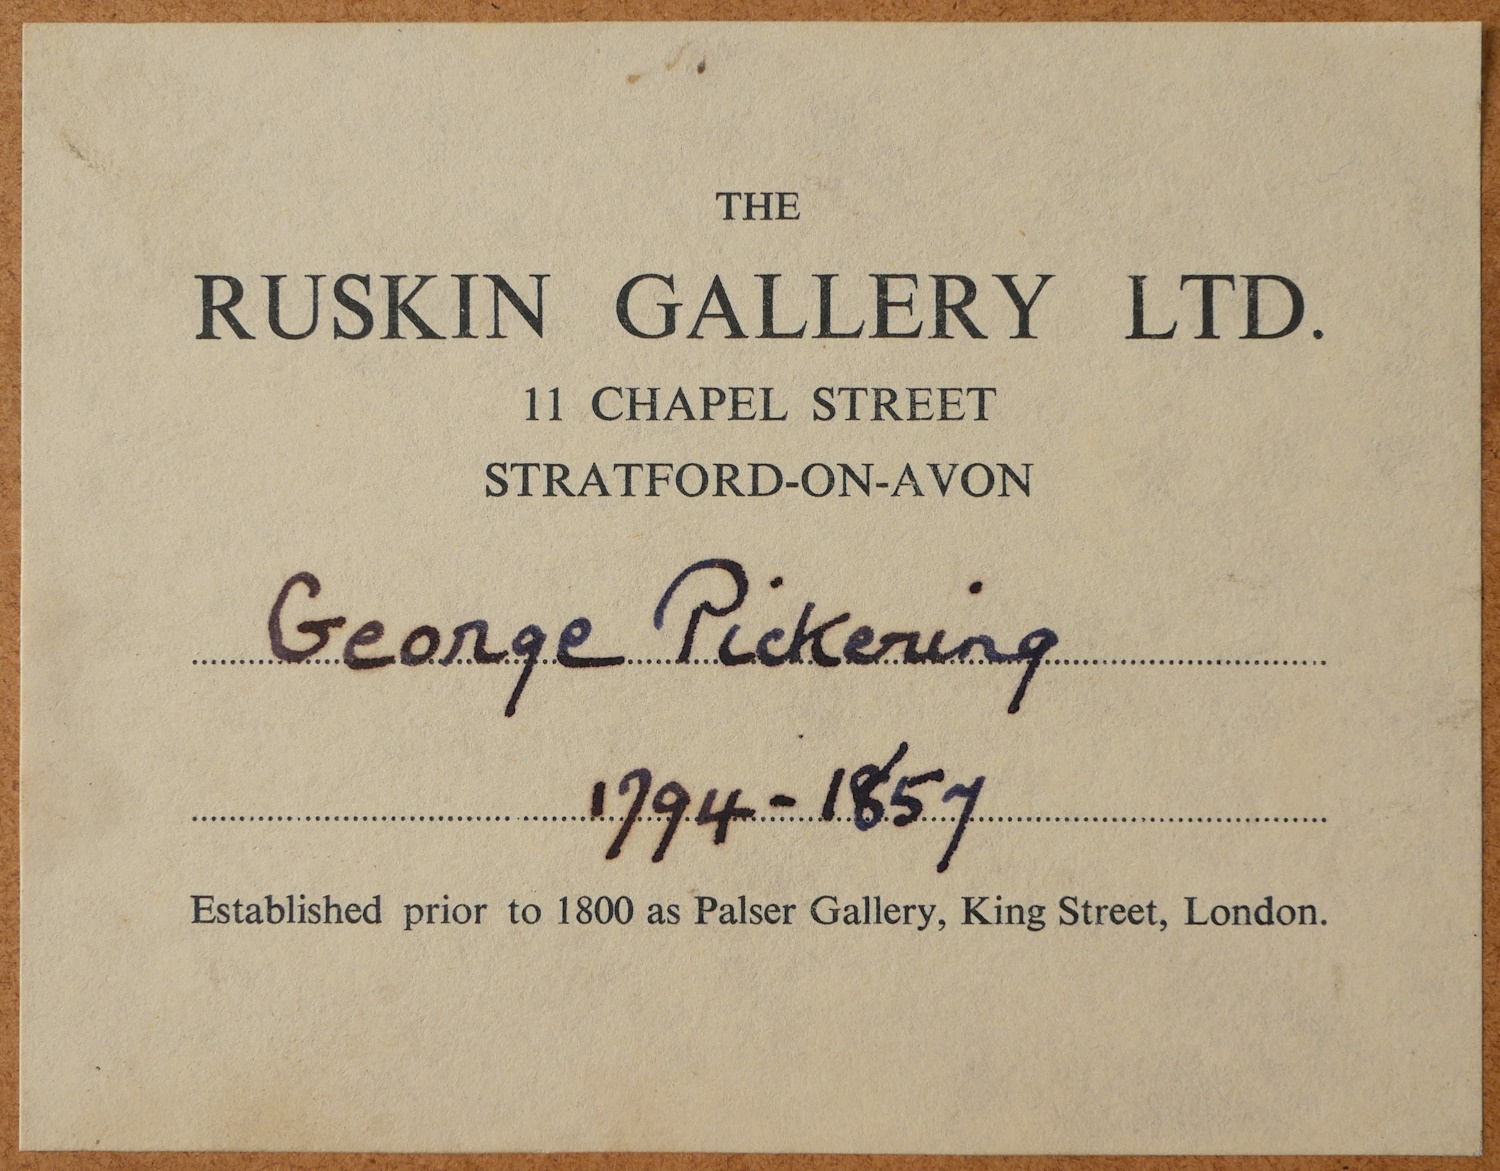 THE
RUSKIN GALLERY LTD.
11 CHAPEL STREET
STRATFORD-ON-AVON
George Pickering
1794-1857
Established prior to 1800 as Palser Gallery, King Street, London.